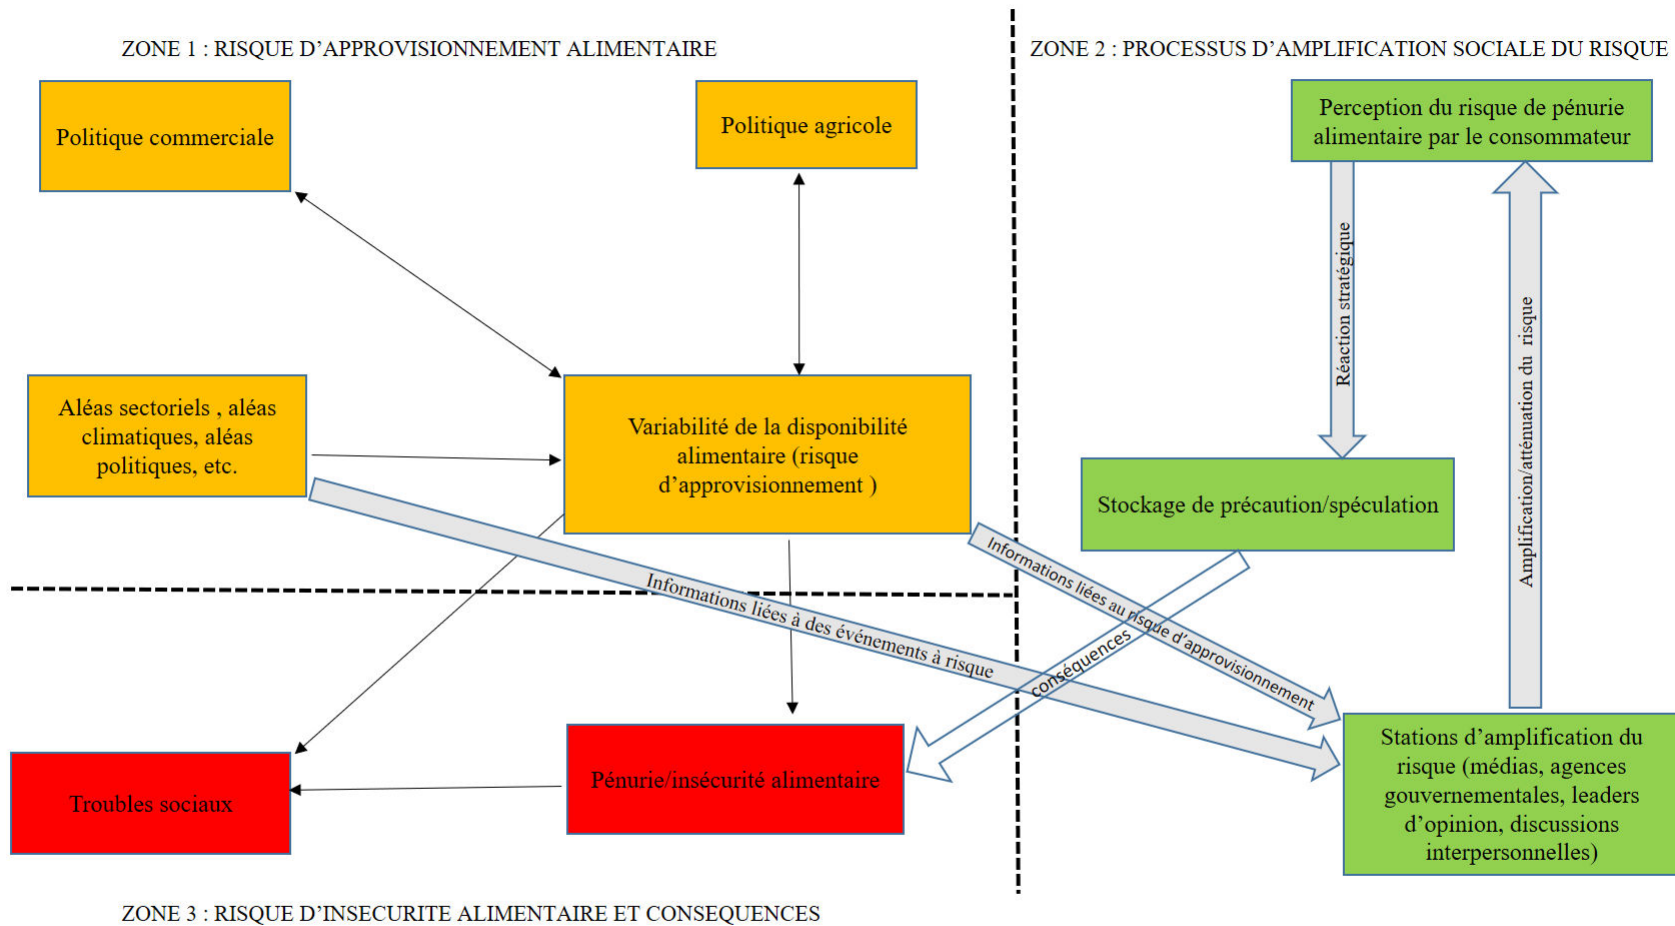 ZONE 1 : RISQUE D’APPROVISIONNEMENT ALIMENTAIRE
ZONE 2 : PROCESSUS D’AMPLIFICATION SOCIALE DU RISQUE
Politique commerciale
Politique agricole
Perception du risque de pénurie
alimentaire par le consommateur
Réaction stratégique
Amplification/atténuation du risque
Aléas sectoriels , aléas
climatiques, aléas
politiques, etc.
Variabilité de la disponibilité
alimentaire (risque
d’approvisionnement )
Stockage de précaution/spéculation
Informations liées à des événements à risque
Informations liées au risque d’approvisionnement
conséquences
Troubles sociaux
Pénurie/insécurité alimentaire
Stations d’amplification du
risque (médias, agences
gouvernementales, leaders
d’opinion, discussions
interpersonnelles)
ZONE 3 : RISQUE D’INSECURITE ALIMENTAIRE ET CONSEQUENCES